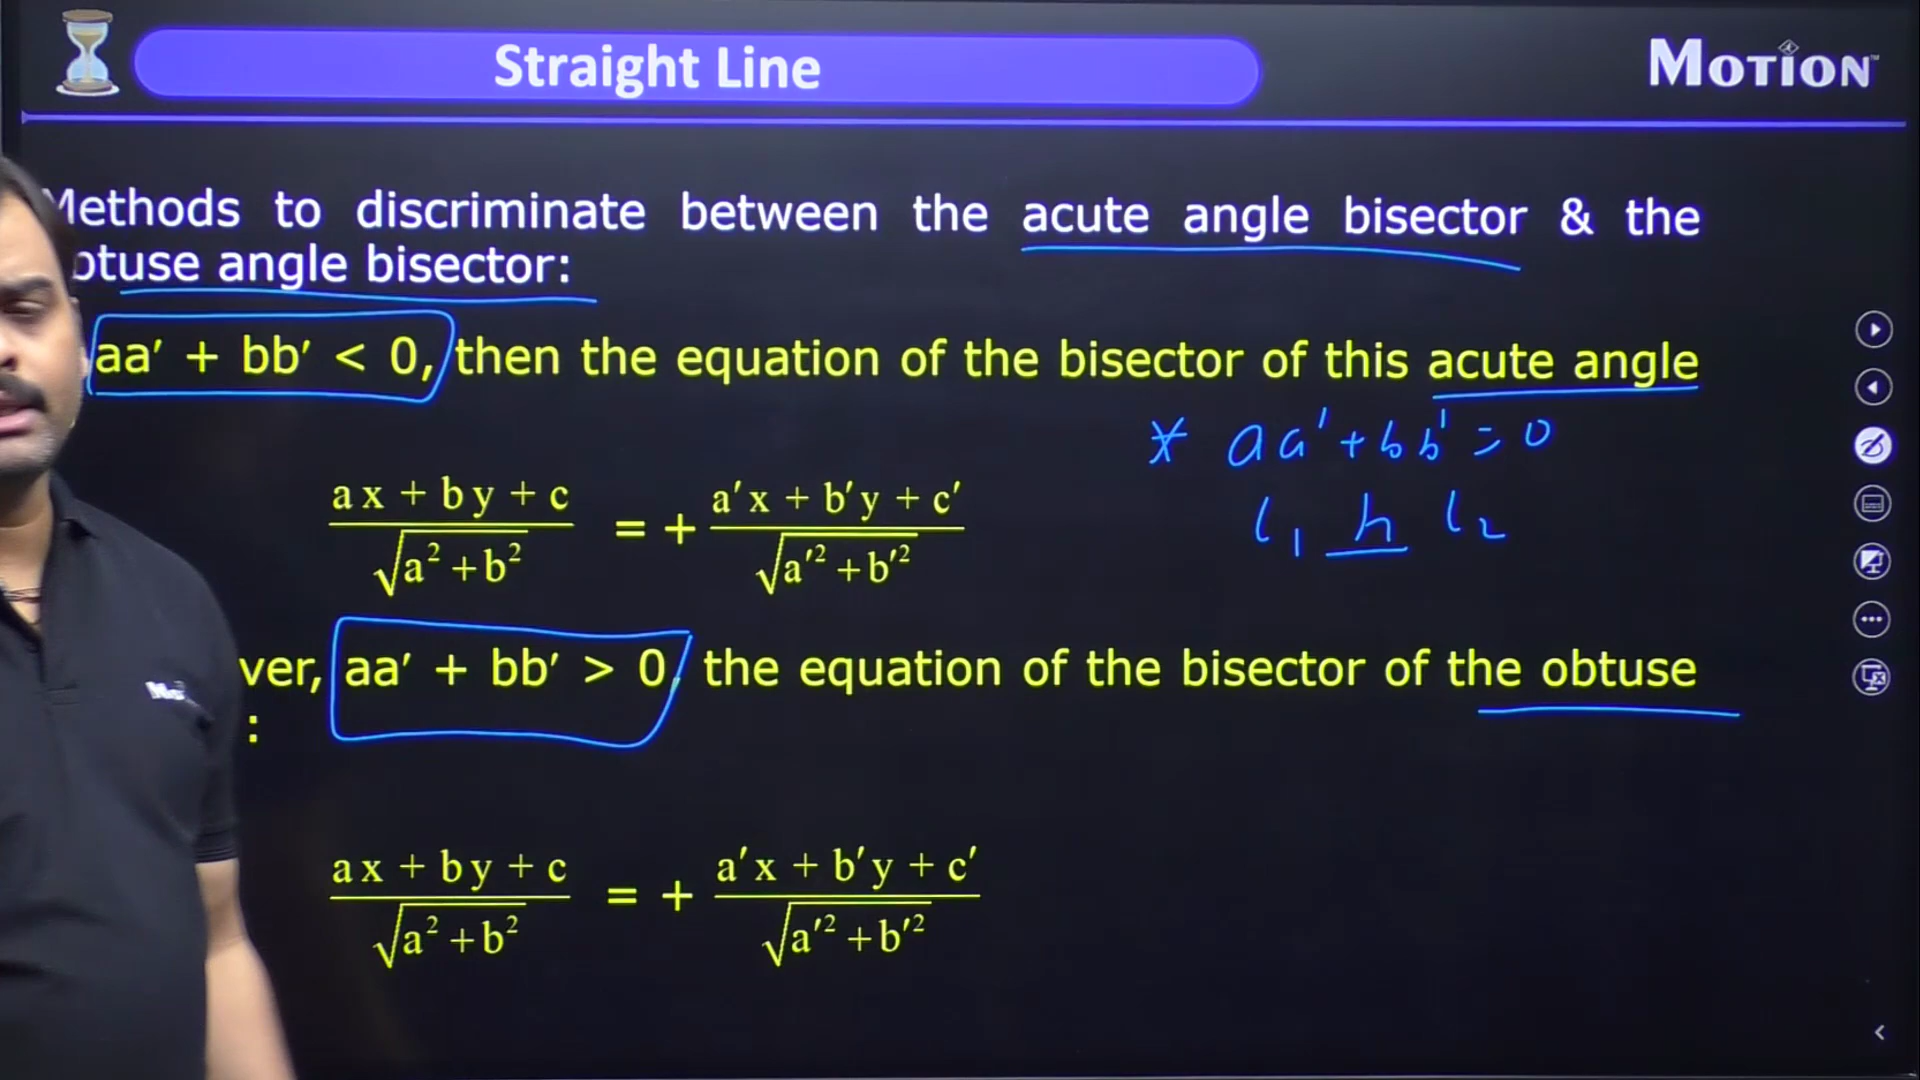 Straight Line
MOTION
Methods to discriminate between the acute angle bisector & the
obtuse angle bisector:
aa′ + bb′ < 0, then the equation of the bisector of this acute angle
* aa' + bb' = 0
ax + by + c / √a² + b² = + a′x + b′y + c′ / √a′² + b′²
l₁ h l₂
ver, aa′ + bb′ > 0, the equation of the bisector of the obtuse
:
ax + by + c / √a² + b² = + a′x + b′y + c′ / √a′² + b′²